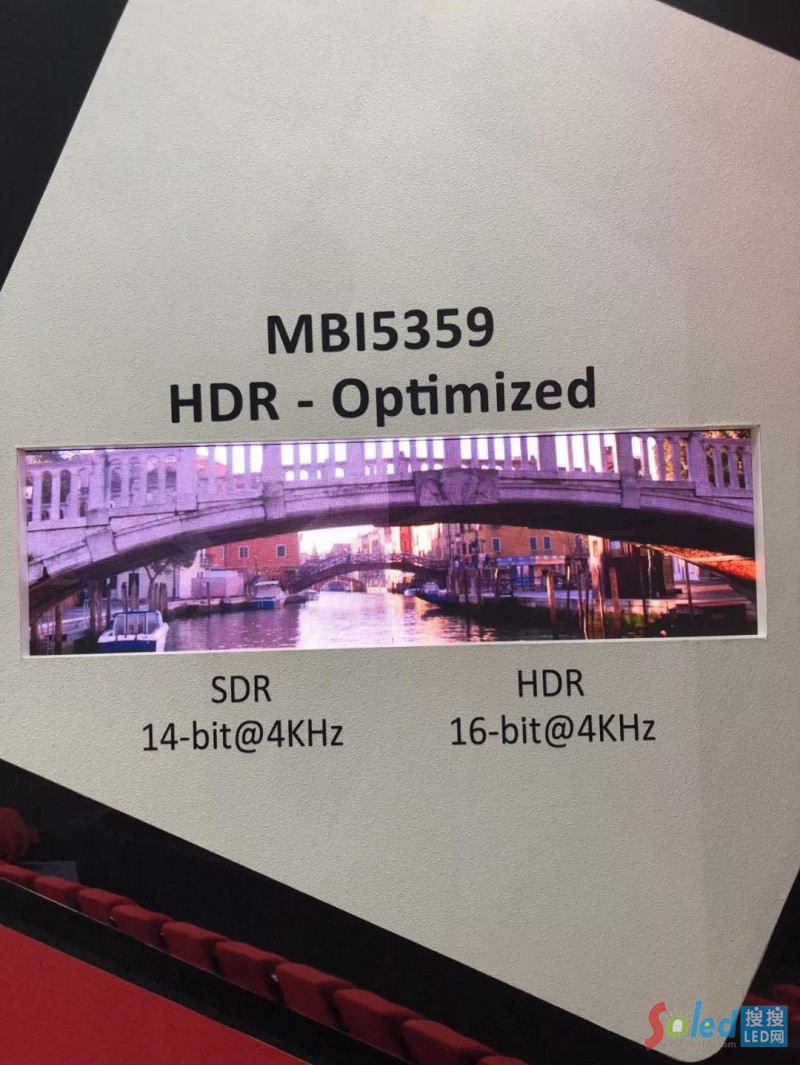 MBI5359
HDR - Optimized
SDR
14-bit@4KHz
HDR
16-bit@4KHz
Soled
搜搜
LED网